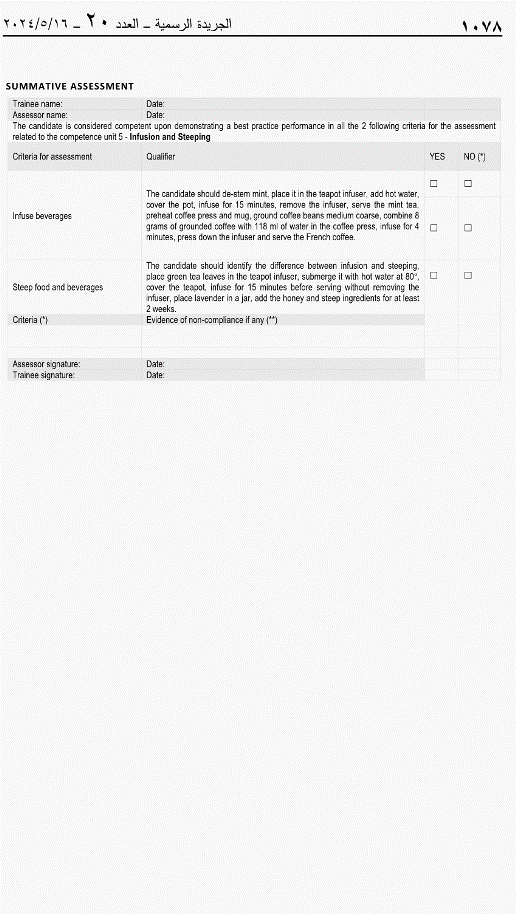 الجريدة الرسمية – العدد ٢٠ – ٢٠٢٤/٥/١٦
١٠٧٨
SUMMATIVE ASSESSMENT
Trainee name: Date:
Assessor name: Date:
The candidate is considered competent upon demonstrating a best practice performance in all the 2 following criteria for the assessment
related to the competence unit 5 - Infusion and Steeping
Criteria for assessment Qualifier YES NO (*)
☐ ☐
Infuse beverages
The candidate should de-stem mint, place it in the teapot infuser, add hot water,
cover the pot, infuse for 15 minutes, remove the infuser, serve the mint tea,
preheat coffee press and mug, ground coffee beans medium coarse, combine 8
grams of grounded coffee with 118 ml of water in the coffee press, infuse for 4
minutes, press down the infuser and serve the French coffee.
☐ ☐
Steep food and beverages
The candidate should identify the difference between infusion and steeping,
place green tea leaves in the teapot infuser, submerge it with hot water at 80°,
cover the teapot, infuse for 15 minutes before serving without removing the
infuser, place lavender in a jar, add the honey and steep ingredients for at least
2 weeks.
☐ ☐
Criteria (*) Evidence of non-compliance if any (**)
Assessor signature: Date:
Trainee signature: Date: